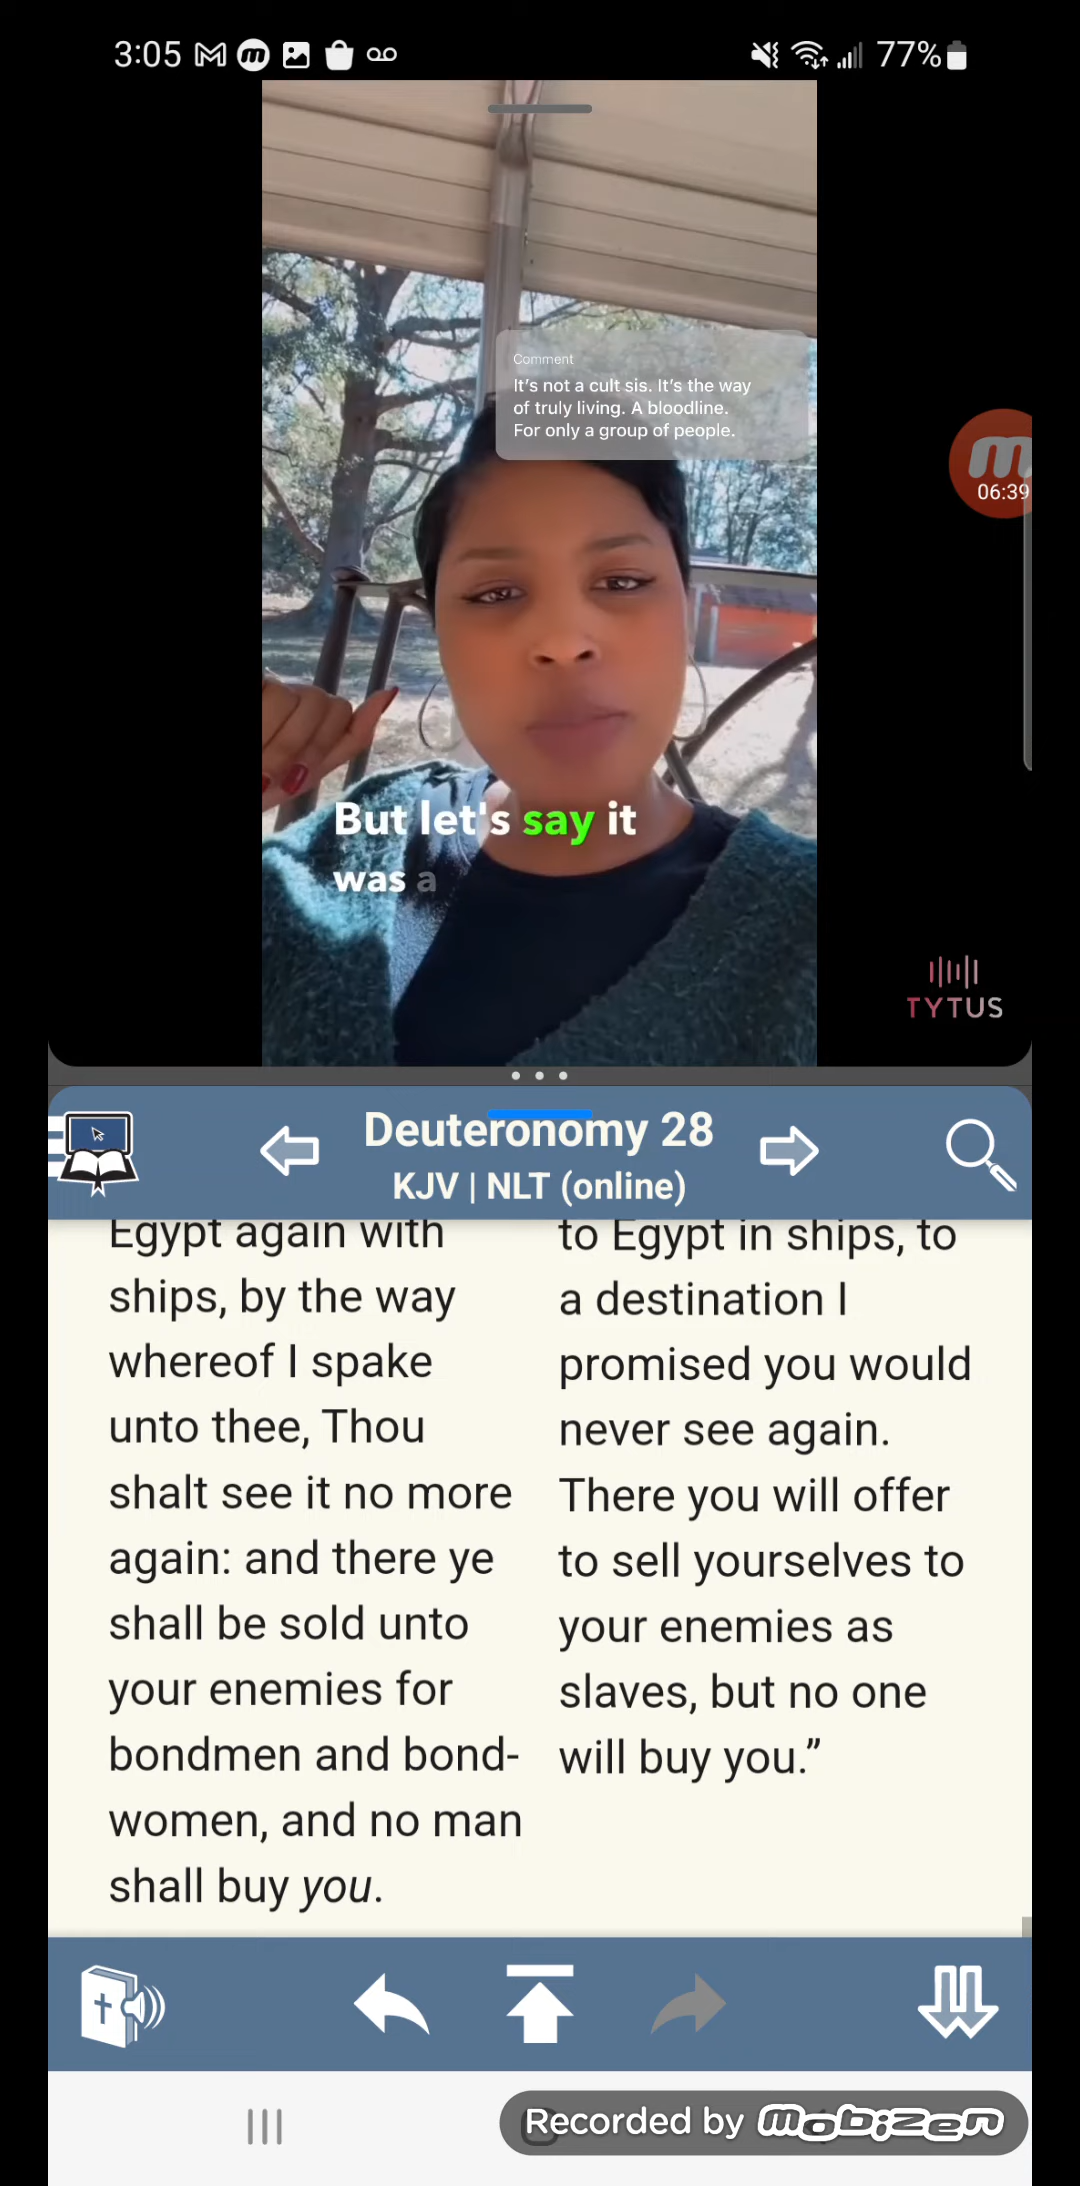 3:05
77%
Comment
It's not a cult sis. It's the way
of truly living. A bloodline.
For only a group of people.
06:39
But let's say it
was a
TYTUS
Deuteronomy 28
KJV | NLT (online)
Egypt again with
ships, by the way
whereof I spake
unto thee, Thou
shalt see it no more
again: and there ye
shall be sold unto
your enemies for
bondmen and bond-
women, and no man
shall buy you.
to Egypt in ships, to
a destination I
promised you would
never see again.
There you will offer
to sell yourselves to
your enemies as
slaves, but no one
will buy you.”
Recorded by mobizen